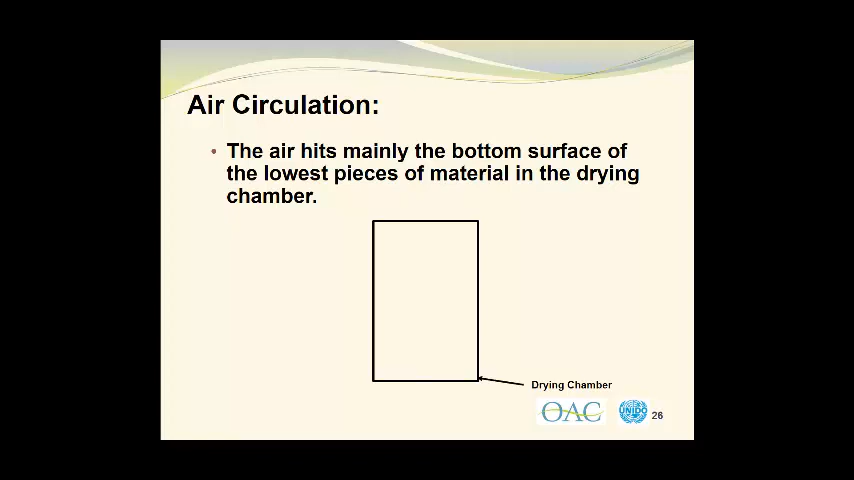 Air Circulation:
• The air hits mainly the bottom surface of
the lowest pieces of material in the drying
chamber.
Drying Chamber
OAC
UNIDO
26